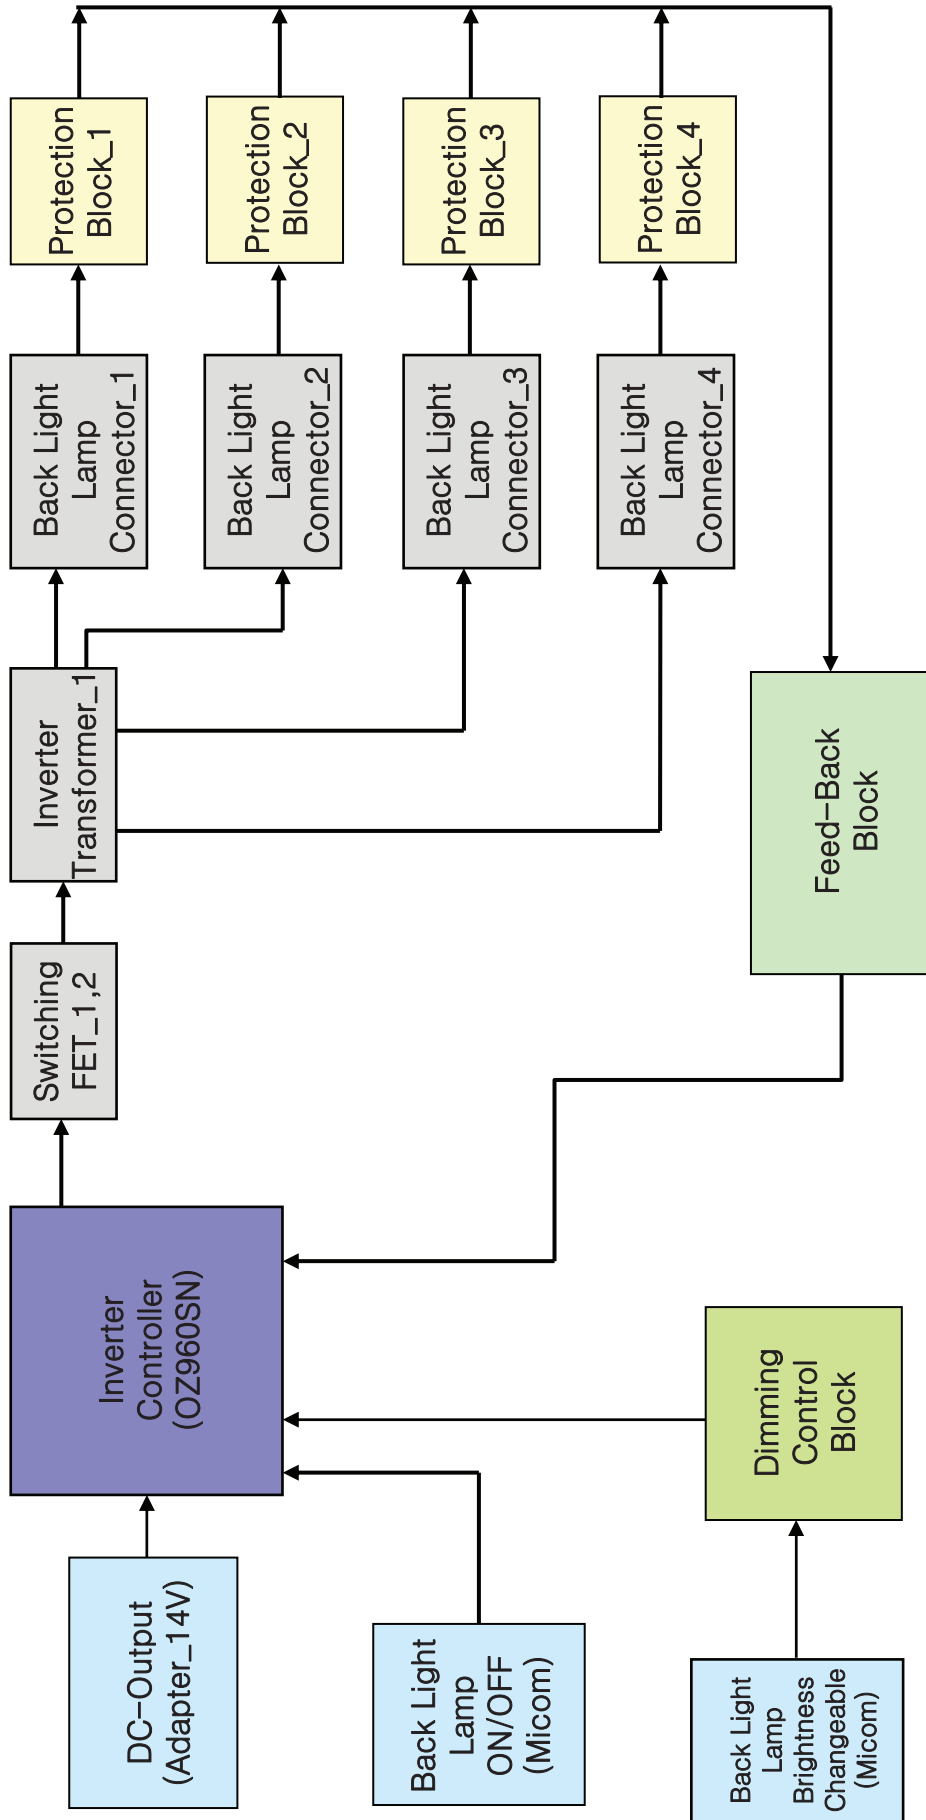 DC-Output
(Adapter_14V)
Inverter
Controller
(OZ960SN)
Switching
FET_1,2
Inverter
Transformer_1
Back Light
Lamp
Connector_1
Protection
Block_1
Back Light
Lamp
Connector_2
Protection
Block_2
Back Light
Lamp
Connector_3
Protection
Block_3
Back Light
Lamp
Connector_4
Protection
Block_4
Back Light
Lamp
ON/OFF
(Micom)
Back Light
Lamp
Brightness
Changeable
(Micom)
Dimming
Control
Block
Feed-Back
Block